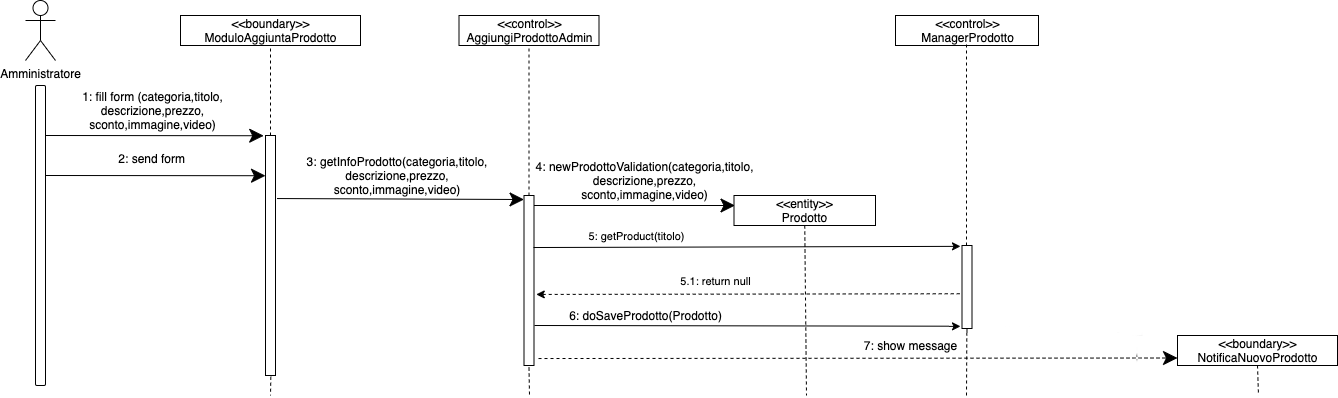 <<boundary>>
ModuloAggiuntaProdotto
<<control>>
AggiungiProdottoAdmin
<<control>>
ManagerProdotto
Amministratore
1: fill form (categoria,titolo,
descrizione,prezzo,
sconto,immagine,video)
2: send form
3: getInfoProdotto(categoria,titolo,
descrizione,prezzo,
sconto,immagine,video)
4: newProdottoValidation(categoria,titolo,
descrizione,prezzo,
sconto,immagine,video)
<<entity>>
Prodotto
5: getProduct(titolo)
5.1: return null
6: doSaveProdotto(Prodotto)
7: show message
<<boundary>>
NotificaNuovoProdotto